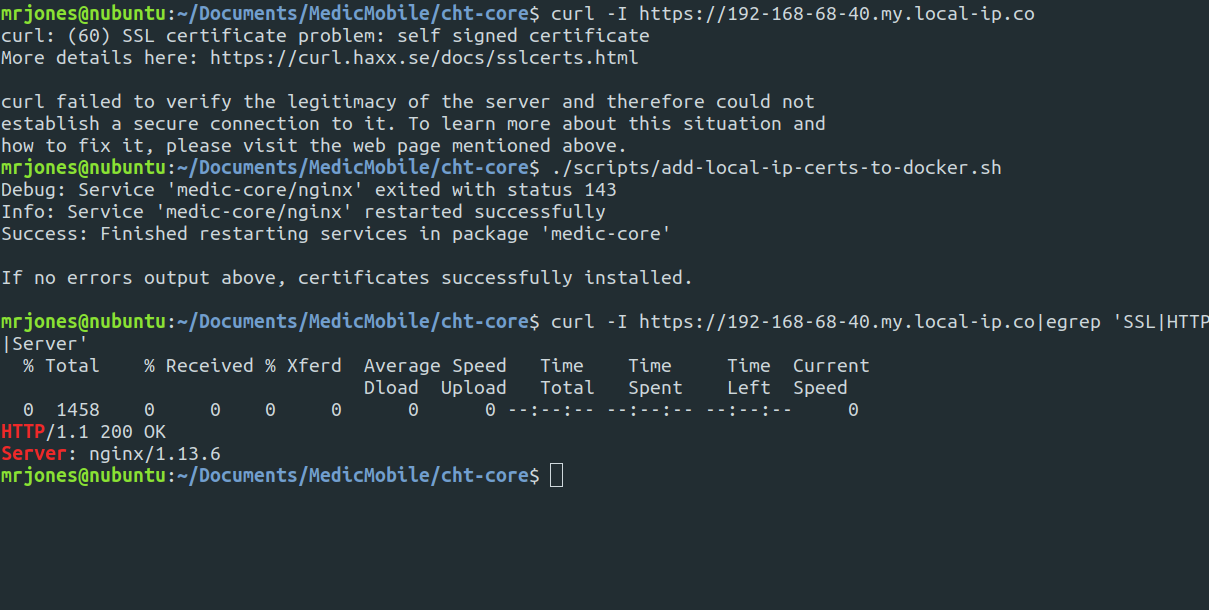 mrjones@nubuntu:~/Documents/MedicMobile/cht-core$ curl -I https://192-168-68-40.my.local-ip.co
curl: (60) SSL certificate problem: self signed certificate
More details here: https://curl.haxx.se/docs/sslcerts.html

curl failed to verify the legitimacy of the server and therefore could not
establish a secure connection to it. To learn more about this situation and
how to fix it, please visit the web page mentioned above.
mrjones@nubuntu:~/Documents/MedicMobile/cht-core$ ./scripts/add-local-ip-certs-to-docker.sh
Debug: Service 'medic-core/nginx' exited with status 143
Info: Service 'medic-core/nginx' restarted successfully
Success: Finished restarting services in package 'medic-core'

If no errors output above, certificates successfully installed.

mrjones@nubuntu:~/Documents/MedicMobile/cht-core$ curl -I https://192-168-68-40.my.local-ip.co|egrep 'SSL|HTTP
|Server'
  % Total    % Received % Xferd  Average Speed   Time    Time     Time  Current
                                 Dload  Upload   Total   Spent    Left  Speed
  0  1458    0     0    0     0      0      0 --:--:-- --:--:-- --:--:--     0
HTTP/1.1 200 OK
Server: nginx/1.13.6
mrjones@nubuntu:~/Documents/MedicMobile/cht-core$